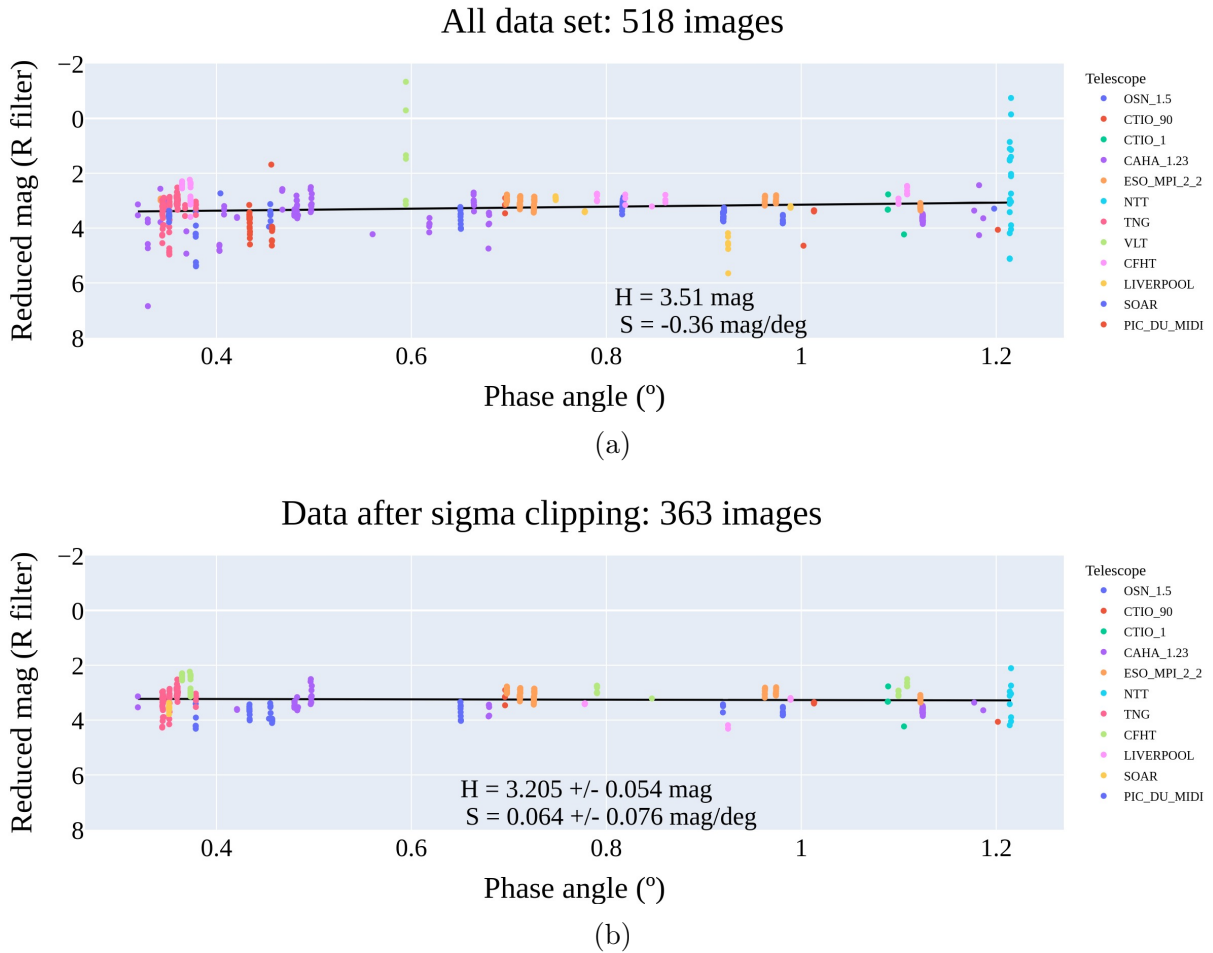 All data set: 518 images
Reduced mag (R filter)
−2
0
2
4
6
8
H = 3.51 mag
S = -0.36 mag/deg
0.4 0.6 0.8 1 1.2
Phase angle (º)
Telescope
OSN_1.5
CTIO_90
CTIO_1
CAHA_1.23
ESO_MPI_2_2
NTT
TNG
VLT
CFHT
LIVERPOOL
SOAR
PIC_DU_MIDI
(a)
Data after sigma clipping: 363 images
Reduced mag (R filter)
−2
0
2
4
6
8
H = 3.205 +/- 0.054 mag
S = 0.064 +/- 0.076 mag/deg
0.4 0.6 0.8 1 1.2
Phase angle (º)
Telescope
OSN_1.5
CTIO_90
CTIO_1
CAHA_1.23
ESO_MPI_2_2
NTT
TNG
CFHT
LIVERPOOL
SOAR
PIC_DU_MIDI
(b)